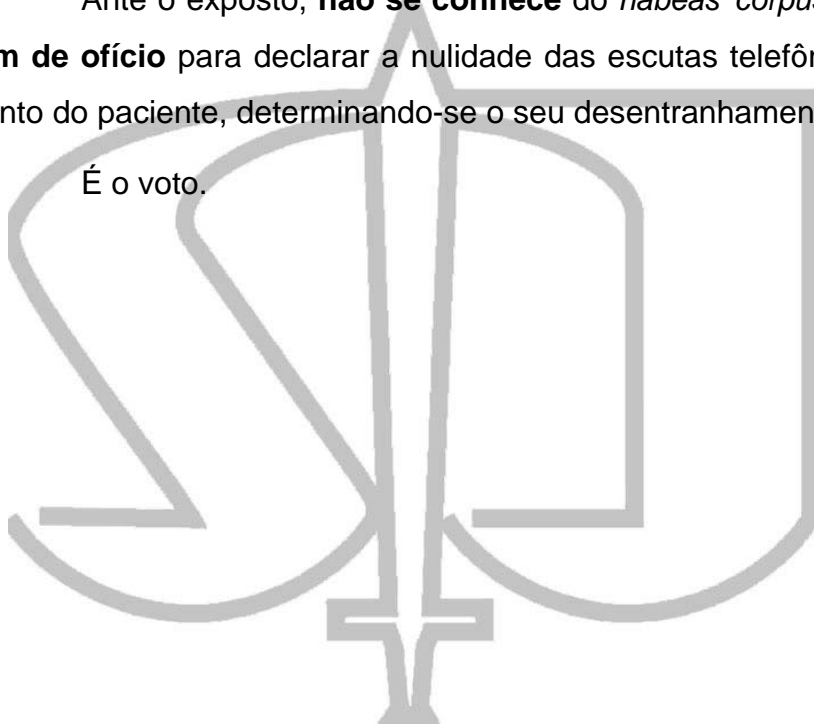 Ante o exposto, não se conhece do habeas corpus
m de ofício para declarar a nulidade das escutas telefôn
nto do paciente, determinando-se o seu desentranhamen
É o voto.